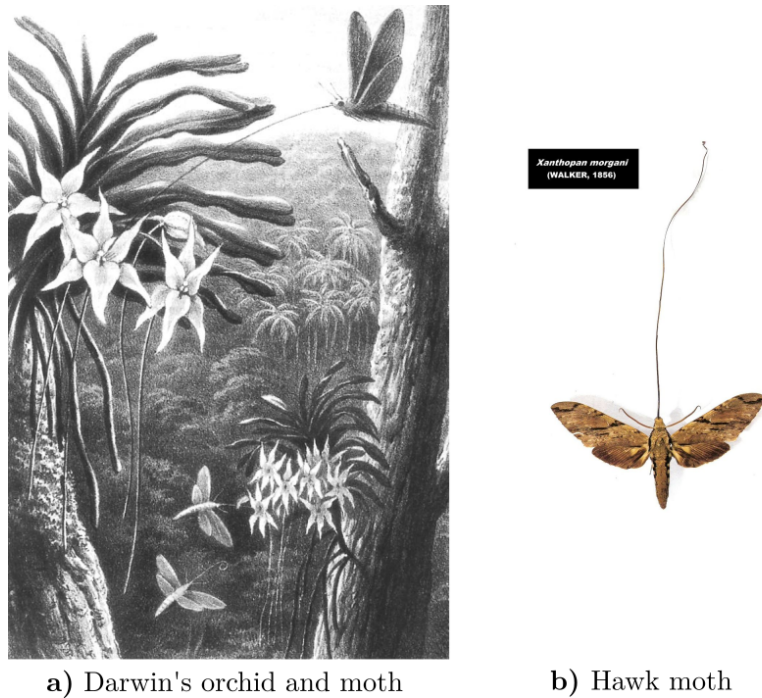 Xanthopan morgani
(WALKER, 1856)
a) Darwin's orchid and moth
b) Hawk moth